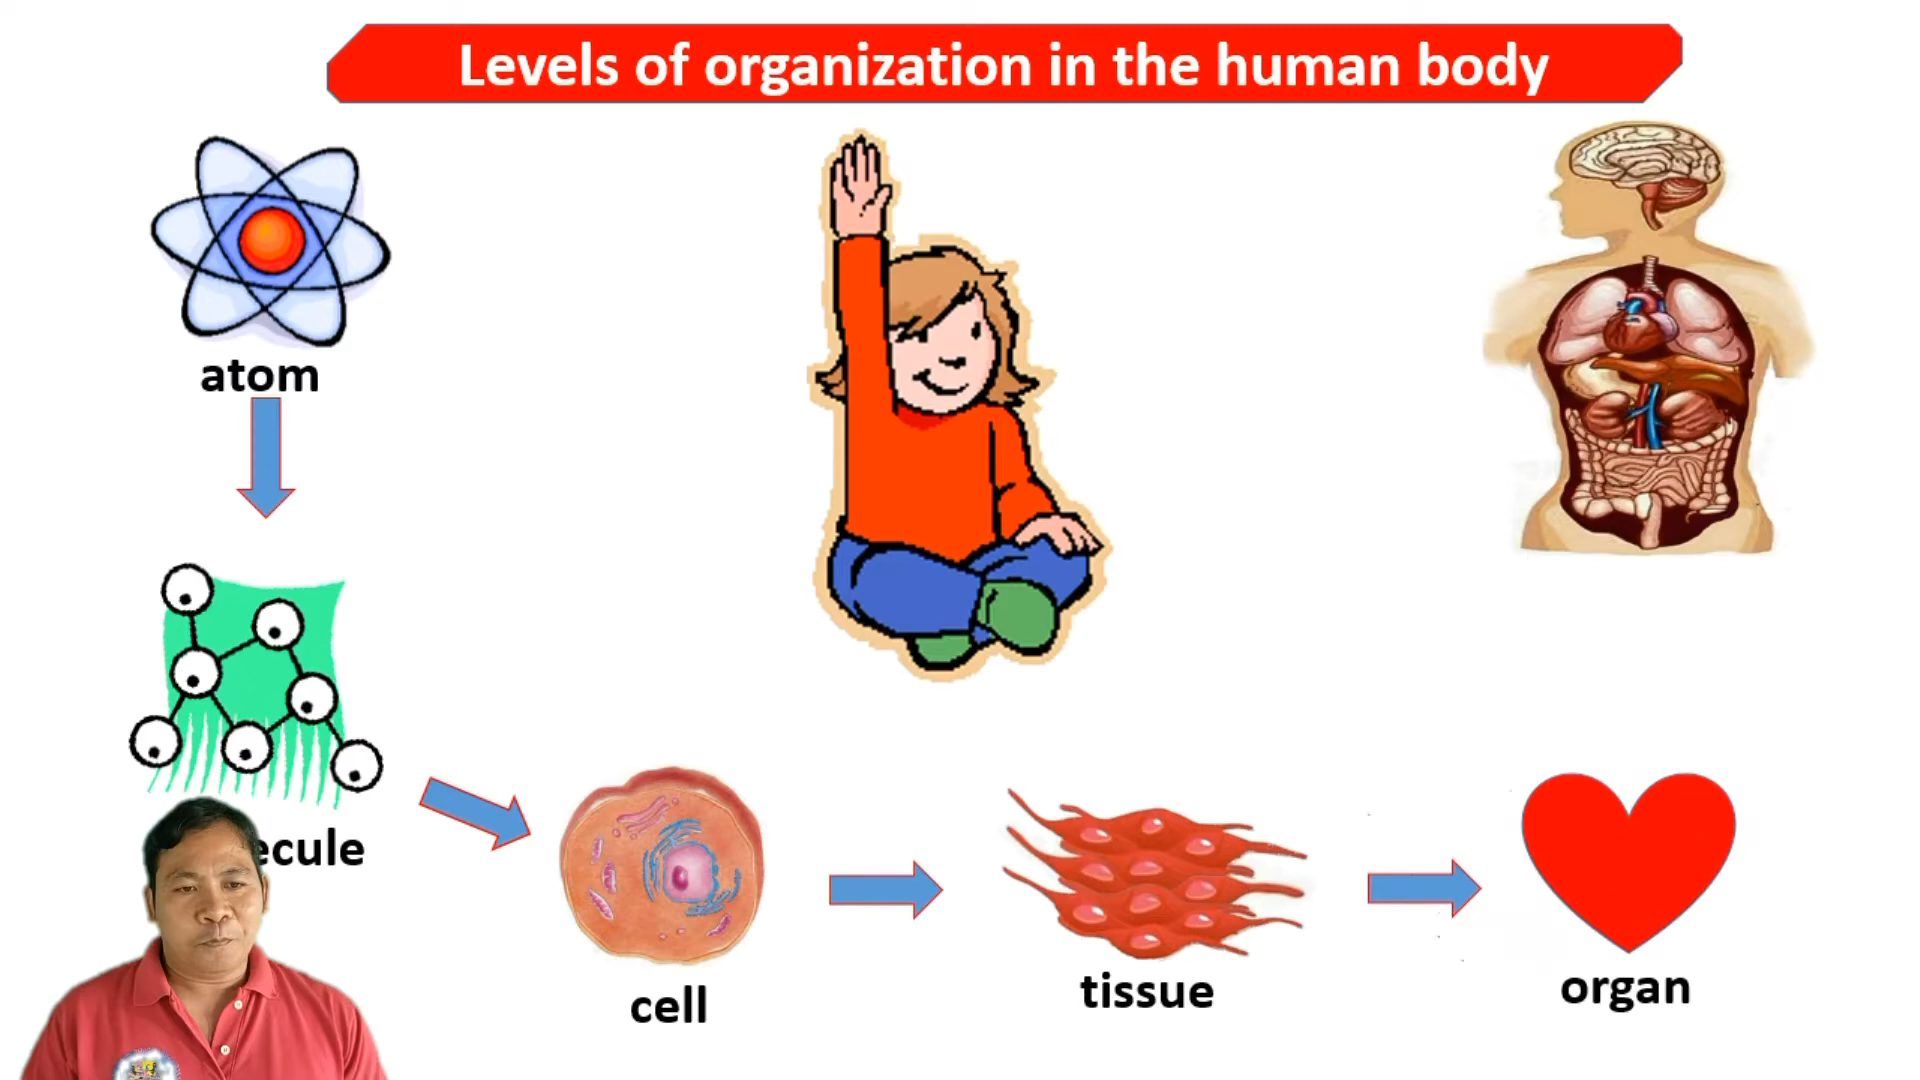 Levels of organization in the human body
atom
ecule
cell
tissue
organ